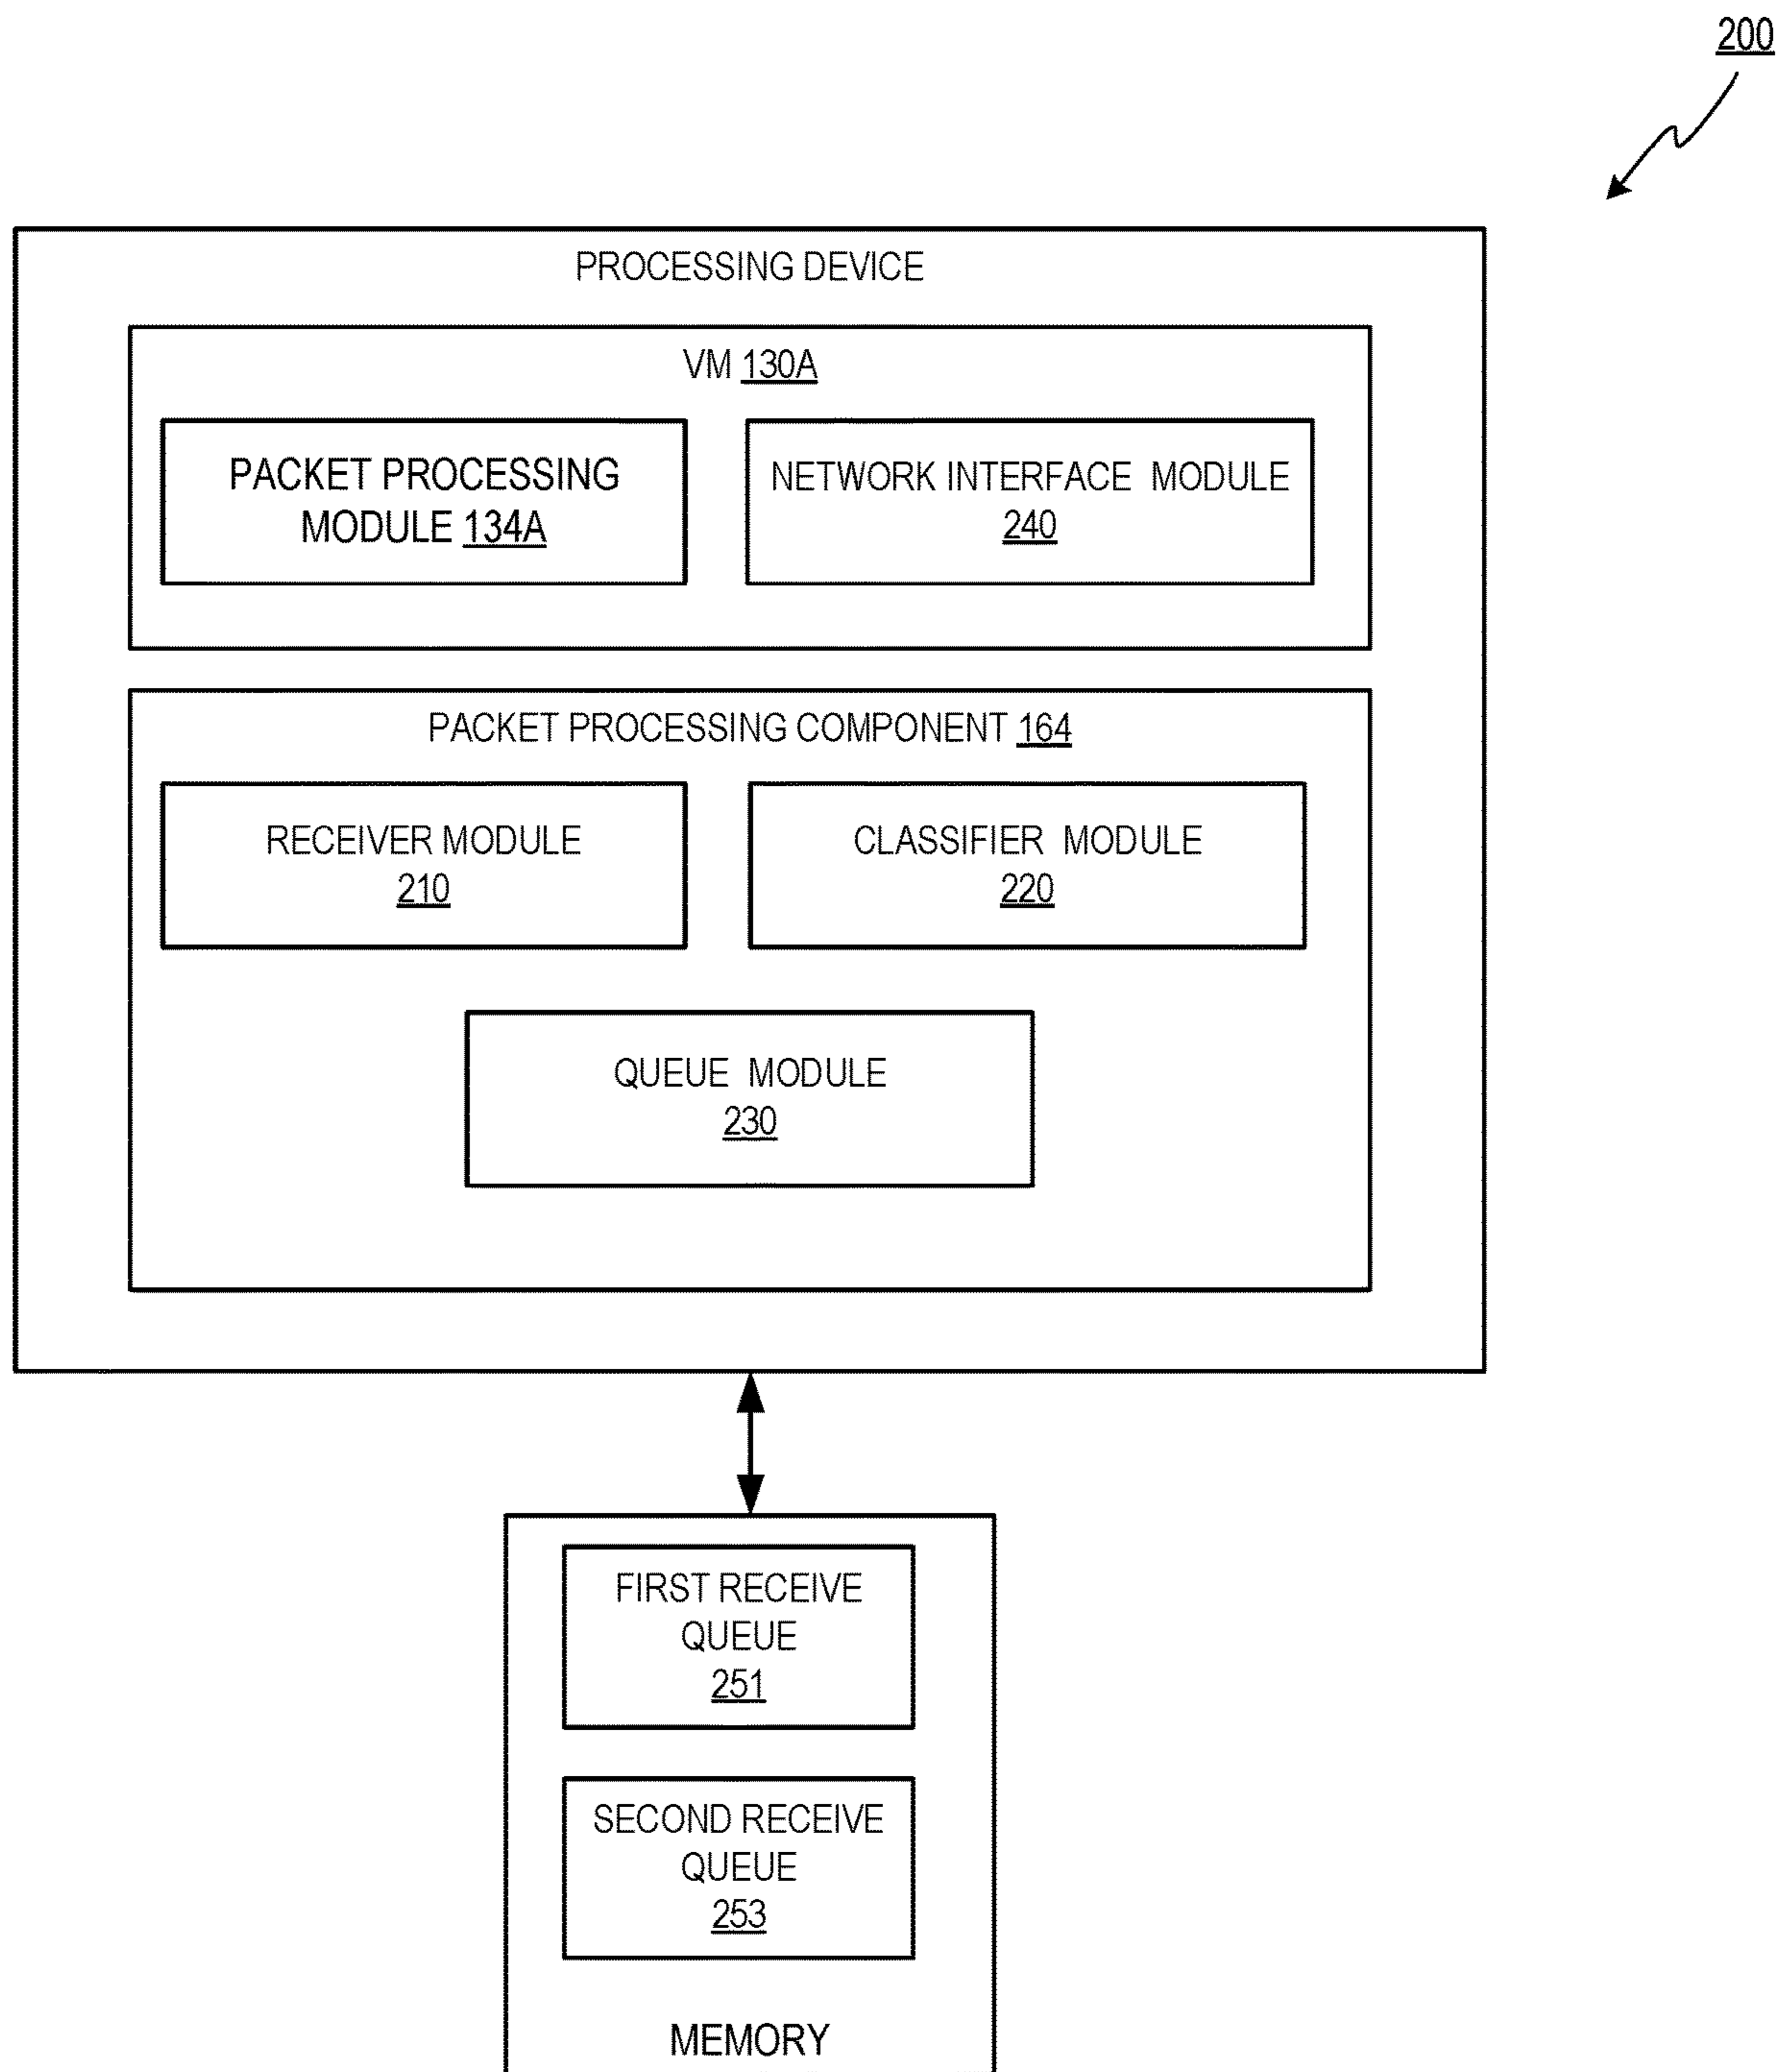 200
PROCESSING DEVICE
VM 130A
PACKET PROCESSING
MODULE 134A
NETWORK INTERFACE MODULE
240
PACKET PROCESSING COMPONENT 164
RECEIVER MODULE
210
CLASSIFIER MODULE
220
QUEUE MODULE
230
FIRST RECEIVE
QUEUE
251
SECOND RECEIVE
QUEUE
253
MEMORY